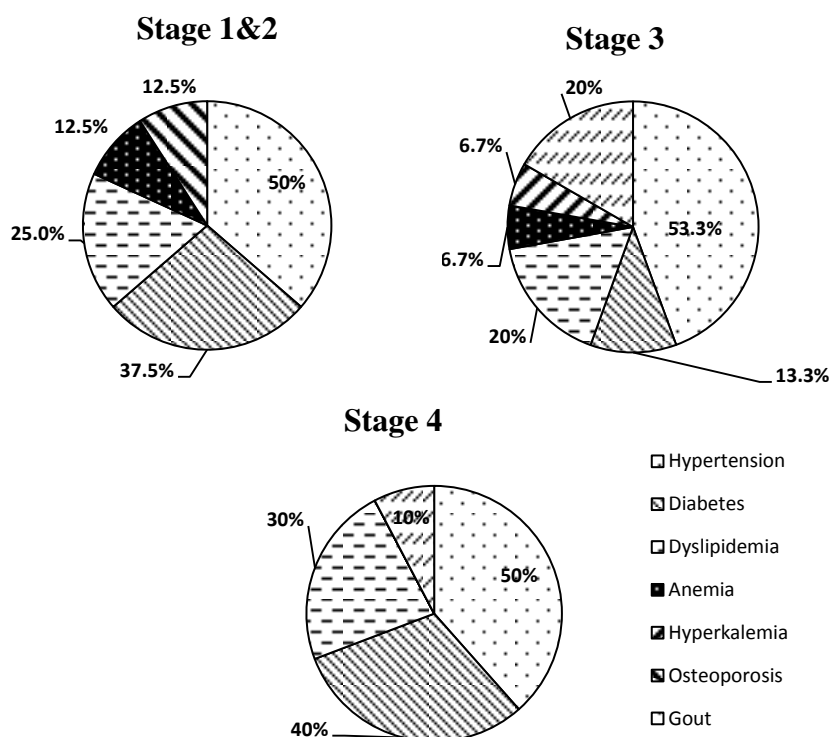 Stage 1&2
12.5%
12.5%
50%
25.0%
37.5%
Stage 3
20%
6.7%
53.3%
6.7%
20%
13.3%
Stage 4
30%
10%
50%
40%
Hypertension
Diabetes
Dyslipidemia
Anemia
Hyperkalemia
Osteoporosis
Gout